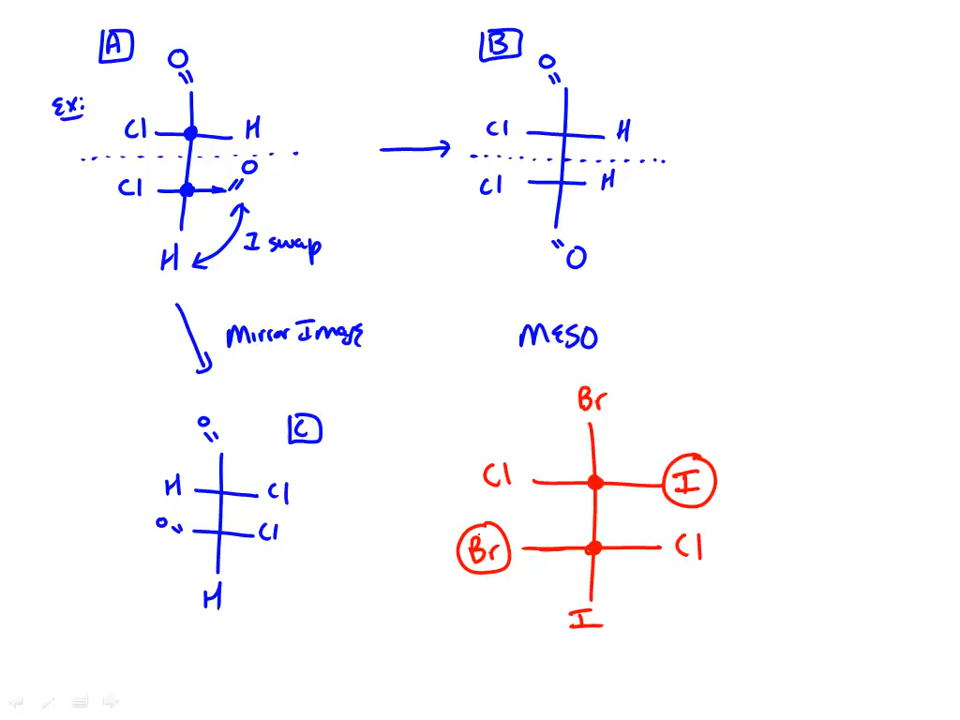 A
B
O
O
Ex:
Cl H
Cl H
O
Cl
Cl H
I swap
H
O
Mirror Image
MESO
Br
O
C
Cl I
H Cl
O Cl
Br Cl
H
I